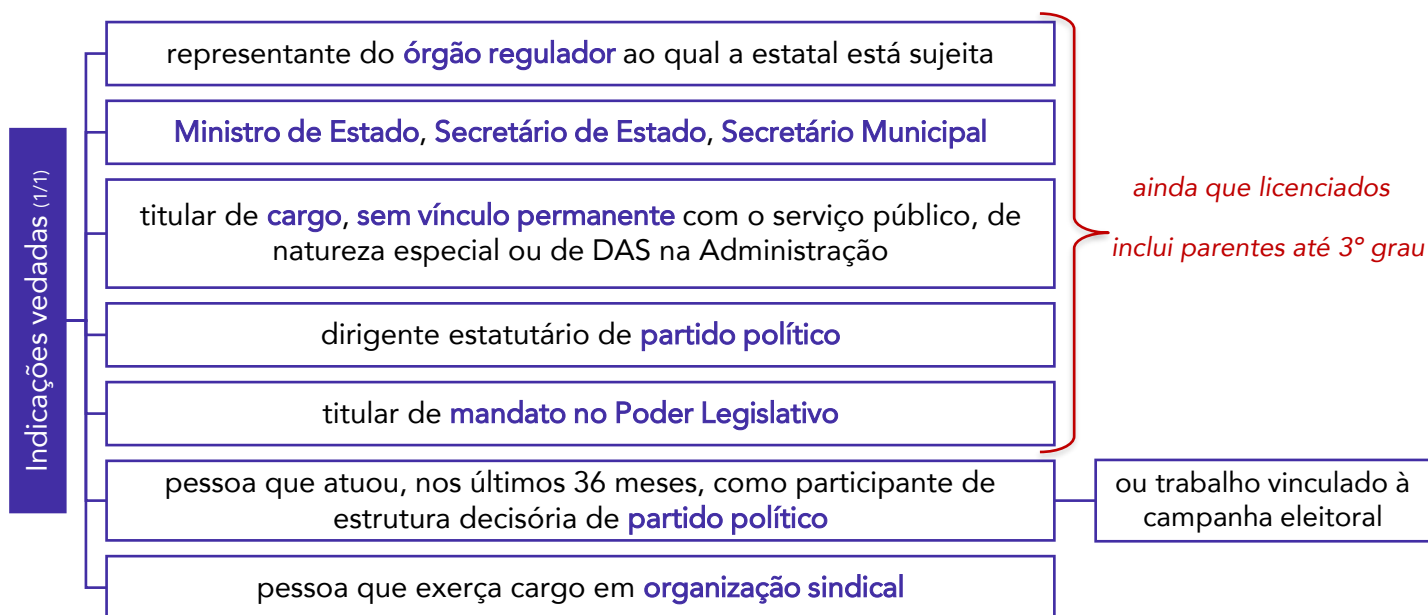 Indicações vedadas (1/1)
representante do órgão regulador ao qual a estatal está sujeita
Ministro de Estado, Secretário de Estado, Secretário Municipal
titular de cargo, sem vínculo permanente com o serviço público, de
natureza especial ou de DAS na Administração
dirigente estatutário de partido político
titular de mandato no Poder Legislativo
ainda que licenciados
inclui parentes até 3º grau
pessoa que atuou, nos últimos 36 meses, como participante de
estrutura decisória de partido político
ou trabalho vinculado à
campanha eleitoral
pessoa que exerça cargo em organização sindical